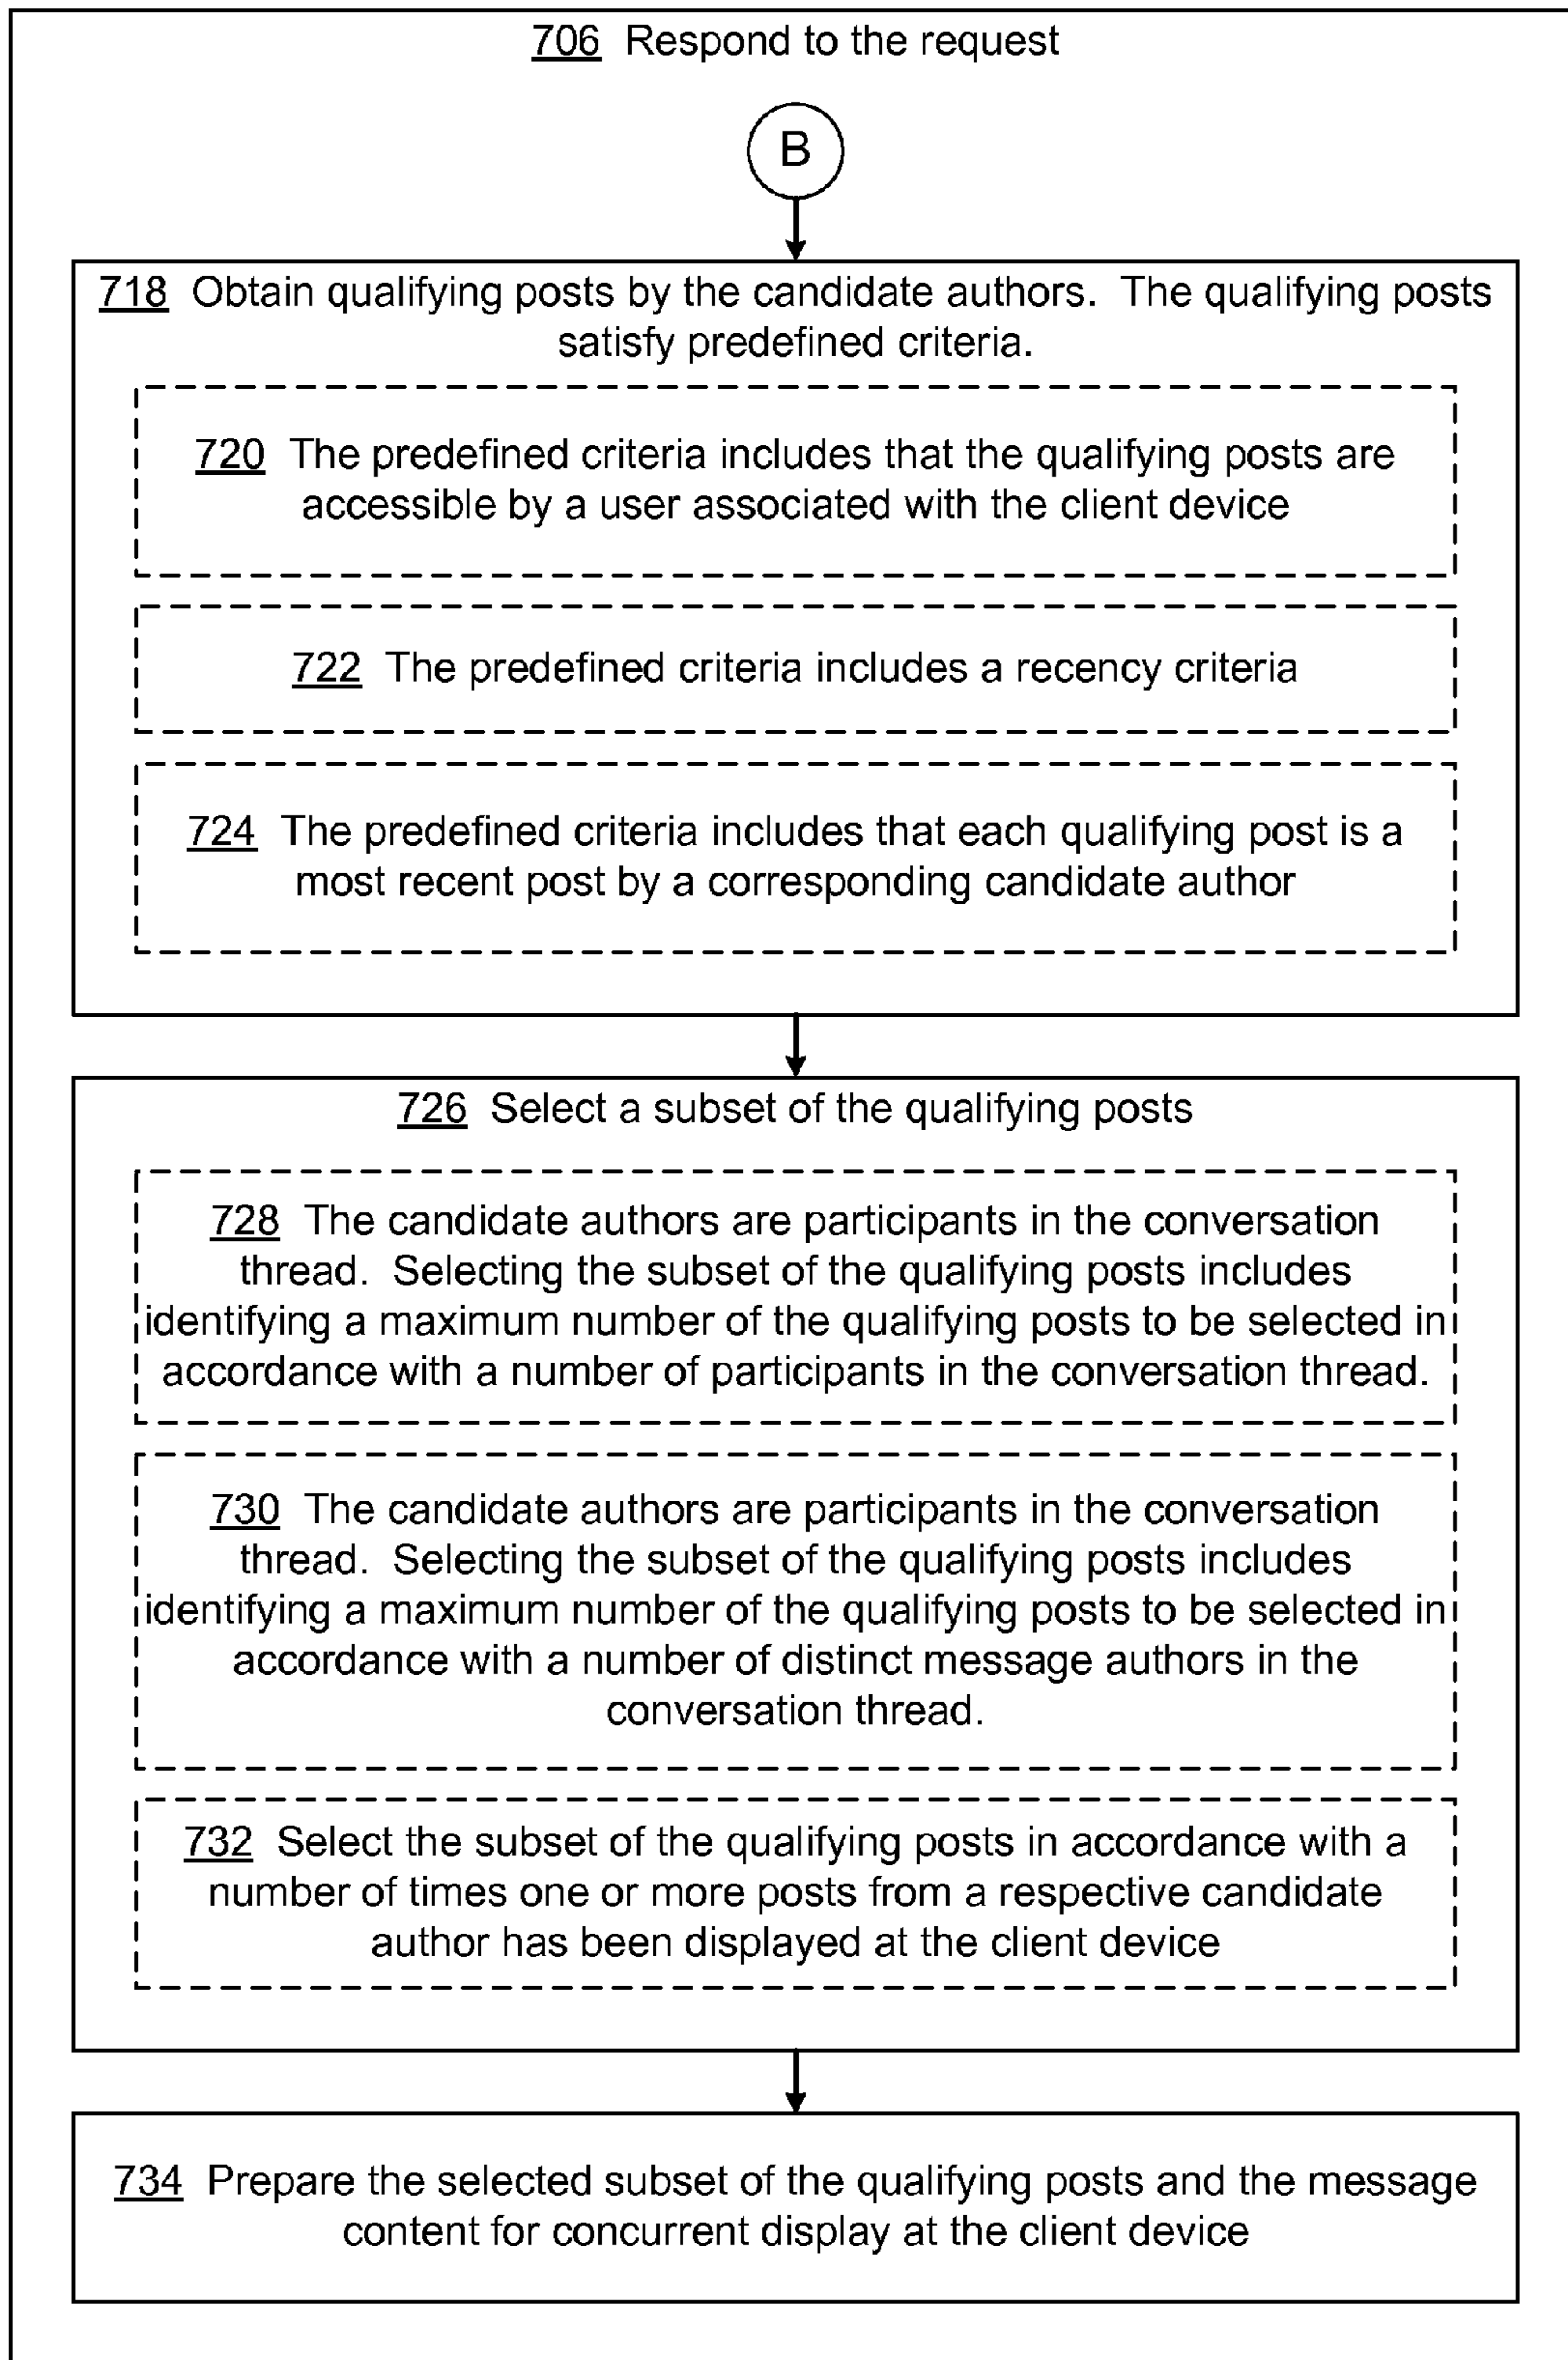 706 Respond to the request
B
718 Obtain qualifying posts by the candidate authors. The qualifying posts
satisfy predefined criteria.
720 The predefined criteria includes that the qualifying posts are
accessible by a user associated with the client device
722 The predefined criteria includes a recency criteria
724 The predefined criteria includes that each qualifying post is a
most recent post by a corresponding candidate author
726 Select a subset of the qualifying posts
728 The candidate authors are participants in the conversation
thread. Selecting the subset of the qualifying posts includes
identifying a maximum number of the qualifying posts to be selected in
accordance with a number of participants in the conversation thread.
730 The candidate authors are participants in the conversation
thread. Selecting the subset of the qualifying posts includes
identifying a maximum number of the qualifying posts to be selected in
accordance with a number of distinct message authors in the
conversation thread.
732 Select the subset of the qualifying posts in accordance with a
number of times one or more posts from a respective candidate
author has been displayed at the client device
734 Prepare the selected subset of the qualifying posts and the message
content for concurrent display at the client device